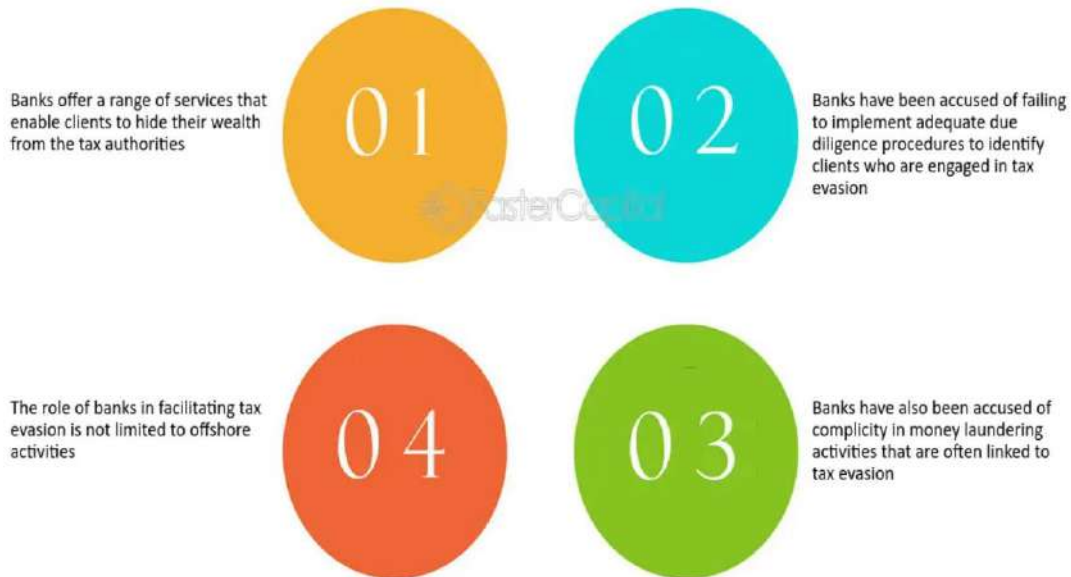 Banks offer a range of services that
enable clients to hide their wealth
from the tax authorities
01
02
Banks have been accused of failing
to implement adequate due
diligence procedures to identify
clients who are engaged in tax
evasion
FasterCapital
The role of banks in facilitating tax
evasion is not limited to offshore
activities
04
03
Banks have also been accused of
complicity in money laundering
activities that are often linked to
tax evasion